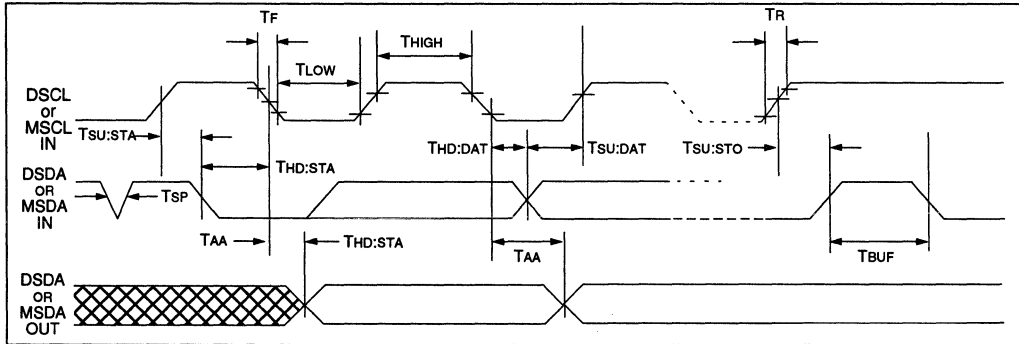 TF
TR
THIGH
TLOW
DSCL
or
MSCL
IN
TSU:STA
THD:STA
THD:DAT
TSU:DAT
TSU:STO
DSDA
OR
MSDA
IN
TSP
TAA
THD:STA
TAA
TBUF
DSDA
OR
MSDA
OUT